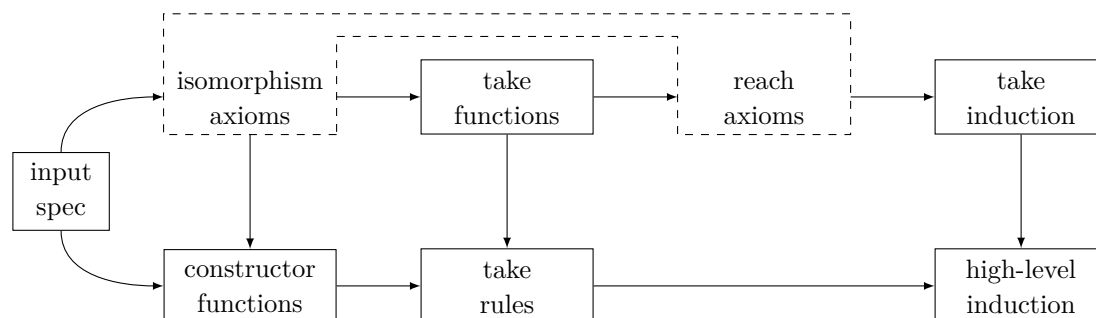 isomorphism
axioms
take
functions
reach
axioms
take
induction
input
spec
constructor
functions
take
rules
high-level
induction